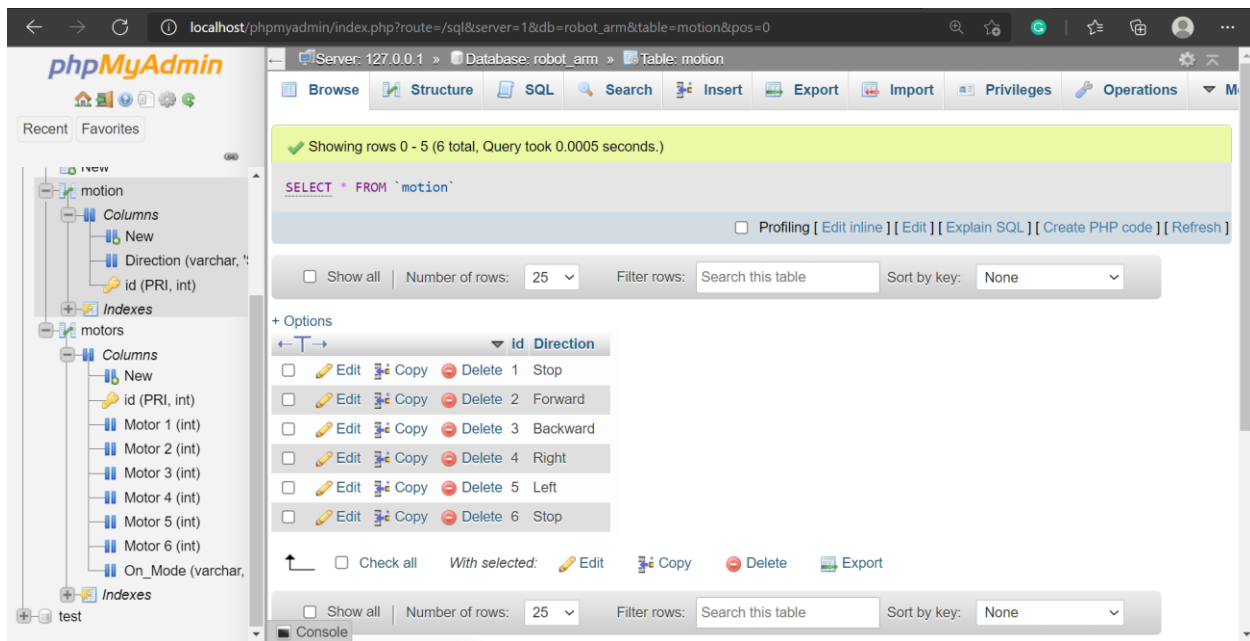 localhost/phpmyadmin/index.php?route=/sql&server=1&db=robot_arm&table=motion&pos=0
phpMyAdmin
Recent Favorites
New
motion
Columns
New
Direction (varchar, '
id (PRI, int)
Indexes
motors
Columns
New
id (PRI, int)
Motor 1 (int)
Motor 2 (int)
Motor 3 (int)
Motor 4 (int)
Motor 5 (int)
Motor 6 (int)
On_Mode (varchar,
Indexes
test
Server: 127.0.0.1 » Database: robot_arm » Table: motion
Browse Structure SQL Search Insert Export Import Privileges Operations M
Showing rows 0 - 5 (6 total, Query took 0.0005 seconds.)
SELECT * FROM `motion`
Profiling [ Edit inline ] [ Edit ] [ Explain SQL ] [ Create PHP code ] [ Refresh ]
Show all | Number of rows: 25 Filter rows: Search this table Sort by key: None
+ Options
←T→ id Direction
Edit Copy Delete 1 Stop
Edit Copy Delete 2 Forward
Edit Copy Delete 3 Backward
Edit Copy Delete 4 Right
Edit Copy Delete 5 Left
Edit Copy Delete 6 Stop
Check all With selected: Edit Copy Delete Export
Show all | Number of rows: 25 Filter rows: Search this table Sort by key: None
Console